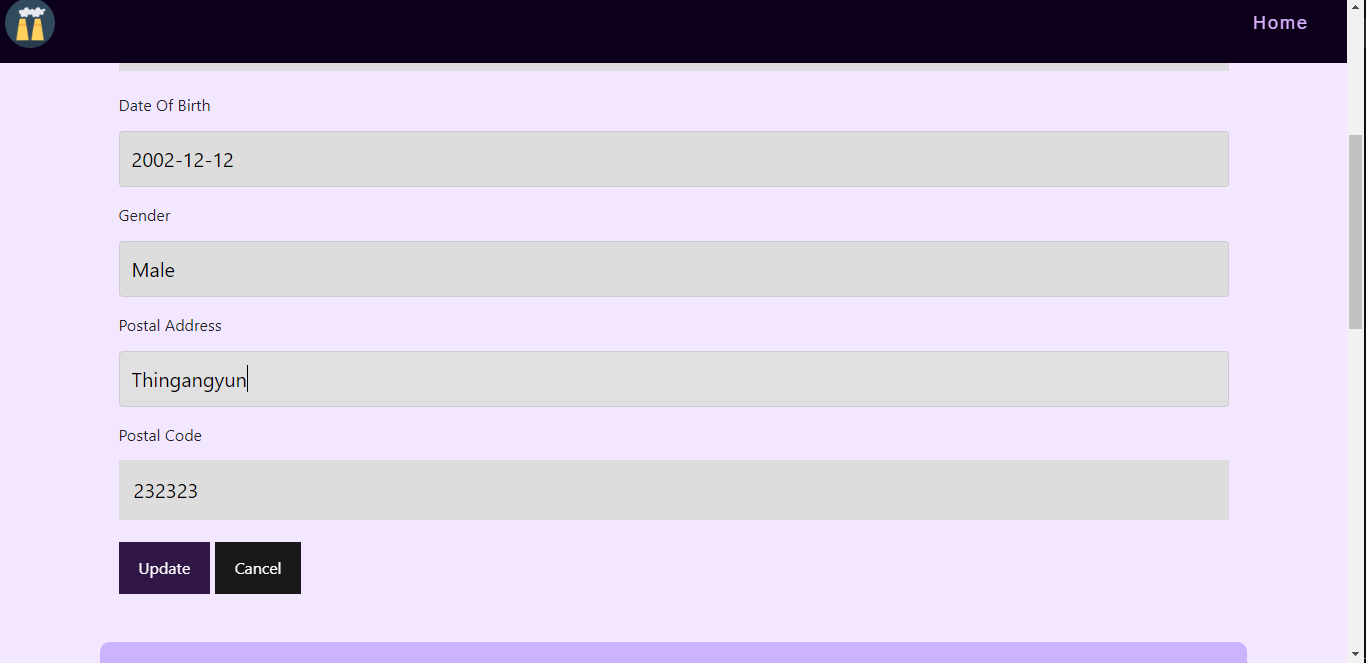 Home
Date Of Birth
2002-12-12
Gender
Male
Postal Address
Thingangyun
Postal Code
232323
Update Cancel